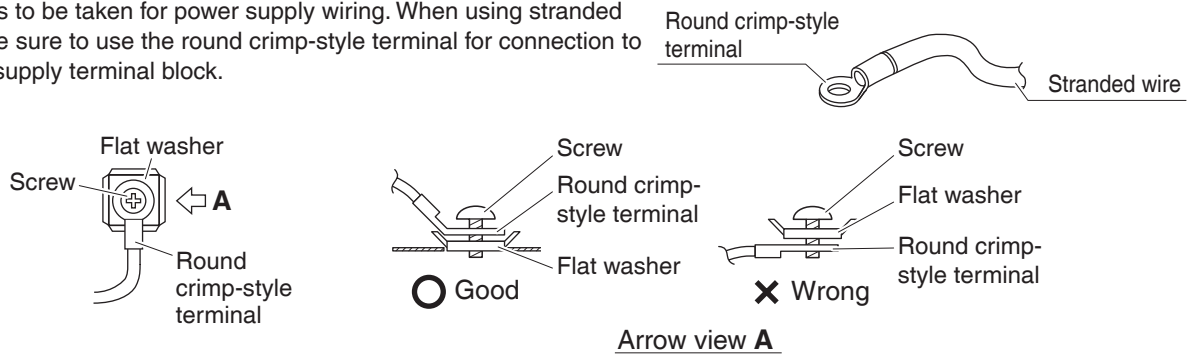 s to be taken for power supply wiring. When using stranded
e sure to use the round crimp-style terminal for connection to
supply terminal block.
Round crimp-style
terminal
Stranded wire
Flat washer
Screw
A
Round
crimp-style
terminal
Screw
Round crimp-
style terminal
Flat washer
Good
Screw
Flat washer
Round crimp-
style terminal
Wrong
Arrow view A